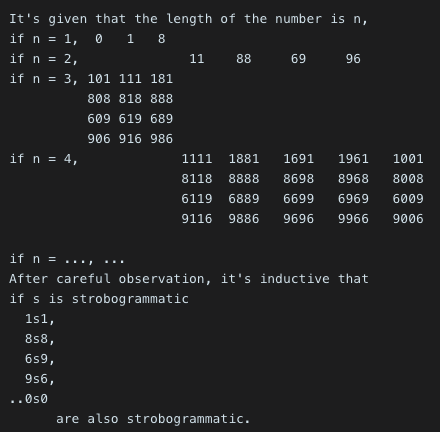 It's given that the length of the number is n,
if n = 1, 0 1 8
if n = 2, 11 88 69 96
if n = 3, 101 111 181
808 818 888
609 619 689
906 916 986
if n = 4, 1111 1881 1691 1961 1001
8118 8888 8698 8968 8008
6119 6889 6699 6969 6009
9116 9886 9696 9966 9006
if n = ..., ...
After careful observation, it's inductive that
if s is strobogrammatic
1s1,
8s8,
6s9,
9s6,
..0s0
are also strobogrammatic.